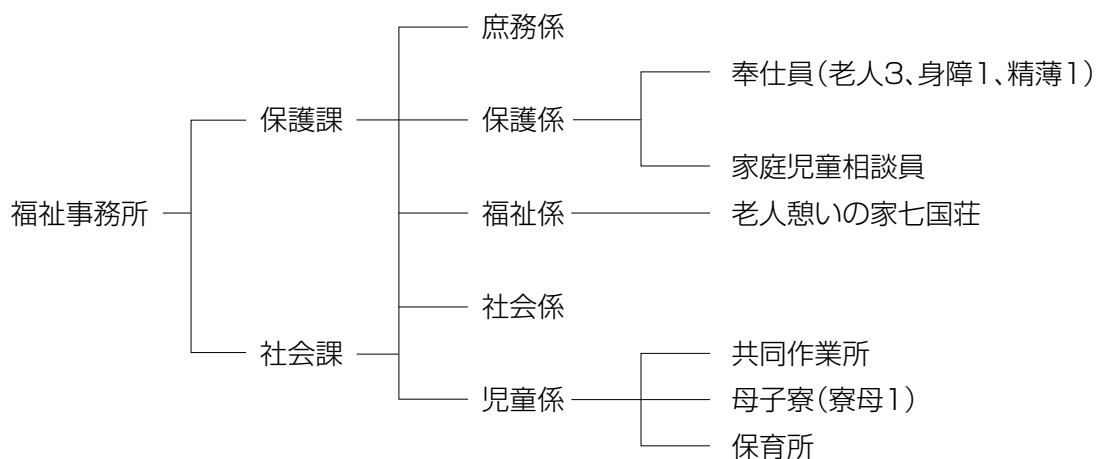 庶務係
奉仕員（老人3、身障1、精薄1）
保護課
保護係
家庭児童相談員
福祉事務所
福祉係
老人憩いの家七国荘
社会係
社会課
共同作業所
児童係
母子寮（寮母1）
保育所